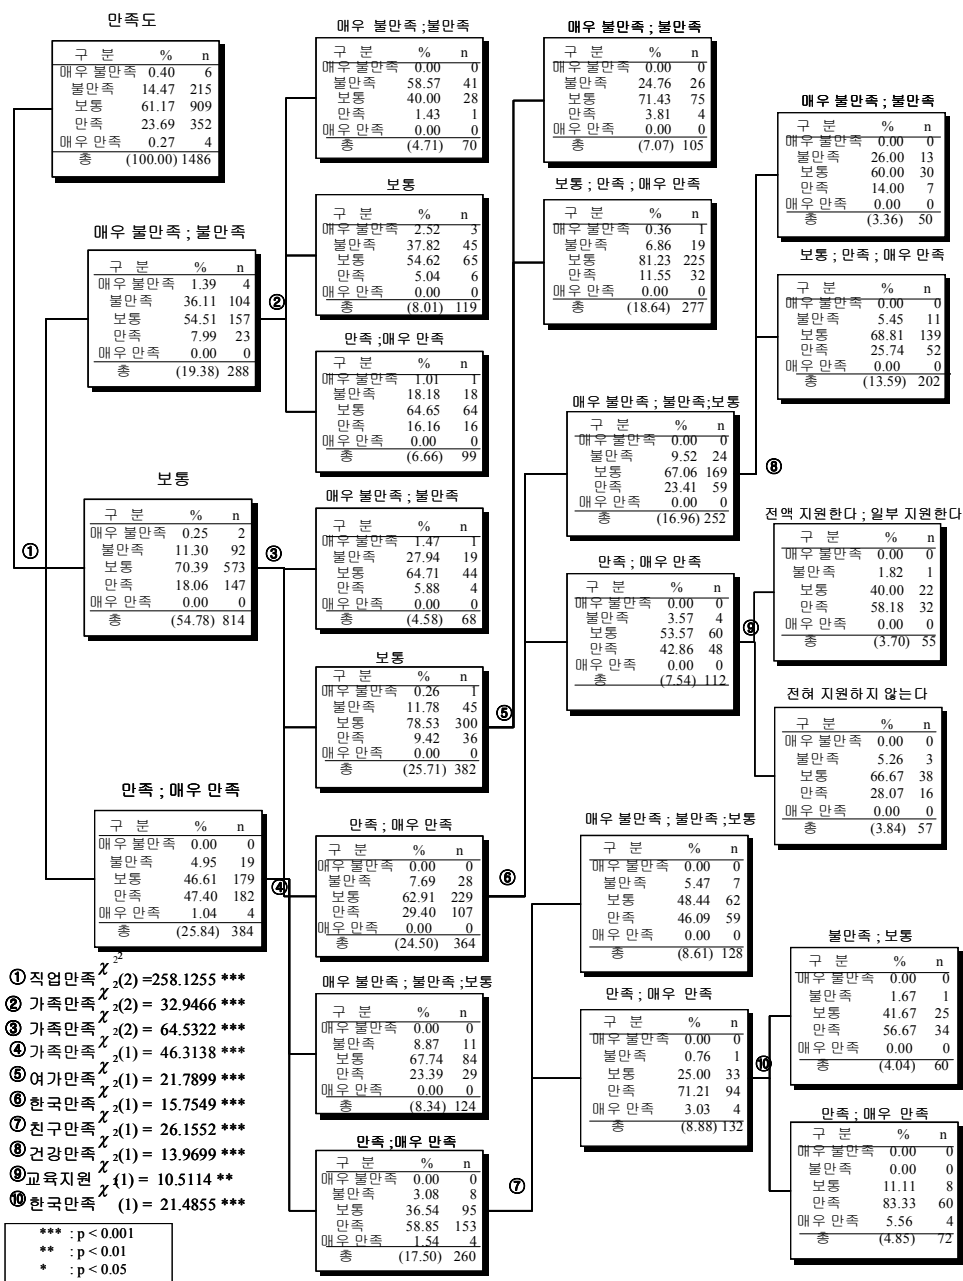 만족도
구 분 % n
매우 불만족 0.40 6
불만족 14.47 215
보통 61.17 909
만족 23.69 352
매우 만족 0.27 4
총 (100.00) 1486
매우 불만족 ; 불만족
구 분 % n
매우 불만족 1.39 4
불만족 36.11 104
보통 54.51 157
만족 7.99 23
매우 만족 0.00 0
총 (19.38) 288
보통
구 분 % n
매우 불만족 0.25 2
불만족 11.30 92
보통 70.39 573
만족 18.06 147
매우 만족 0.00 0
총 (54.78) 814
①
만족 ; 매우 만족
구 분 % n
매우 불만족 0.00 0
불만족 4.95 19
보통 46.61 179
만족 47.40 182
매우 만족 1.04 4
총 (25.84) 384
매우 불만족 ;불만족
구 분 % n
매우 불만족 0.00 0
불만족 58.57 41
보통 40.00 28
만족 1.43 1
매우 만족 0.00 0
총 (4.71) 70
보통
구 분 % n
매우 불만족 2.52 3
불만족 37.82 45
보통 54.62 65
만족 5.04 6
매우 만족 0.00 0
총 (8.01) 119
②
만족 ;매우 만족
구 분 % n
매우 불만족 1.01 1
불만족 18.18 18
보통 64.65 64
만족 16.16 16
매우 만족 0.00 0
총 (6.66) 99
매우 불만족 ; 불만족
구 분 % n
매우 불만족 1.47 1
불만족 27.94 19
보통 64.71 44
만족 5.88 4
매우 만족 0.00 0
총 (4.58) 68
③
보통
구 분 % n
매우 불만족 0.26 1
불만족 11.78 45
보통 78.53 300
만족 9.42 36
매우 만족 0.00 0
총 (25.71) 382
만족 ; 매우 만족
구 분 % n
매우 불만족 0.00 0
불만족 7.69 28
보통 62.91 229
만족 29.40 107
매우 만족 0.00 0
총 (24.50) 364
④
매우 불만족 ; 불만족 ;보통
구 분 % n
매우 불만족 0.00 0
불만족 8.87 11
보통 67.74 84
만족 23.39 29
매우 만족 0.00 0
총 (8.34) 124
만족 ;매우 만족
구 분 % n
매우 불만족 0.00 0
불만족 3.08 8
보통 36.54 95
만족 58.85 153
매우 만족 1.54 4
총 (17.50) 260
매우 불만족 ; 불만족
구 분 % n
매우 불만족 0.00 0
불만족 24.76 26
보통 71.43 75
만족 3.81 4
매우 만족 0.00 0
총 (7.07) 105
보통 ; 만족 ; 매우 만족
구 분 % n
매우 불만족 0.36 1
불만족 6.86 19
보통 81.23 225
만족 11.55 32
매우 만족 0.00 0
총 (18.64) 277
⑤
매우 불만족 ; 불만족;보통
구 분 % n
매우 불만족 0.00 0
불만족 9.52 24
보통 67.06 169
만족 23.41 59
매우 만족 0.00 0
총 (16.96) 252
만족 ; 매우 만족
구 분 % n
매우 불만족 0.00 0
불만족 3.57 4
보통 53.57 60
만족 42.86 48
매우 만족 0.00 0
총 (7.54) 112
⑥
매우 불만족 ; 불만족 ;보통
구 분 % n
매우 불만족 0.00 0
불만족 5.47 7
보통 48.44 62
만족 46.09 59
매우 만족 0.00 0
총 (8.61) 128
만족 ; 매우 만족
구 분 % n
매우 불만족 0.00 0
불만족 0.76 1
보통 25.00 33
만족 71.21 94
매우 만족 3.03 4
총 (8.88) 132
⑦
매우 불만족 ; 불만족
구 분 % n
매우 불만족 0.00 0
불만족 26.00 13
보통 60.00 30
만족 14.00 7
매우 만족 0.00 0
총 (3.36) 50
보통 ; 만족 ; 매우 만족
구 분 % n
매우 불만족 0.00 0
불만족 5.45 11
보통 68.81 139
만족 25.74 52
매우 만족 0.00 0
총 (13.59) 202
⑧
전액 지원한다 ; 일부 지원한다
구 분 % n
매우 불만족 0.00 0
불만족 1.82 1
보통 40.00 22
만족 58.18 32
매우 만족 0.00 0
총 (3.70) 55
⑨
전혀 지원하지 않는다
구 분 % n
매우 불만족 0.00 0
불만족 5.26 3
보통 66.67 38
만족 28.07 16
매우 만족 0.00 0
총 (3.84) 57
불만족 ; 보통
구 분 % n
매우 불만족 0.00 0
불만족 1.67 1
보통 41.67 25
만족 56.67 34
매우 만족 0.00 0
총 (4.04) 60
⑩
만족 ; 매우 만족
구 분 % n
매우 불만족 0.00 0
불만족 0.00 0
보통 11.11 8
만족 83.33 60
매우 만족 5.56 4
총 (4.85) 72
① 직업만족 χ²(2) =258.1255 ***
② 가족만족 χ²(2) = 32.9466 ***
③ 가족만족 χ²(2) = 64.5322 ***
④ 가족만족 χ²(1) = 46.3138 ***
⑤ 여가만족 χ²(1) = 21.7899 ***
⑥ 한국만족 χ²(1) = 15.7549 ***
⑦ 친구만족 χ²(1) = 26.1552 ***
⑧ 건강만족 χ²(1) = 13.9699 ***
⑨ 교육지원 χ²(1) = 10.5114 **
⑩ 한국만족 (1) = 21.4855 ***
*** : p < 0.001
** : p < 0.01
* : p < 0.05